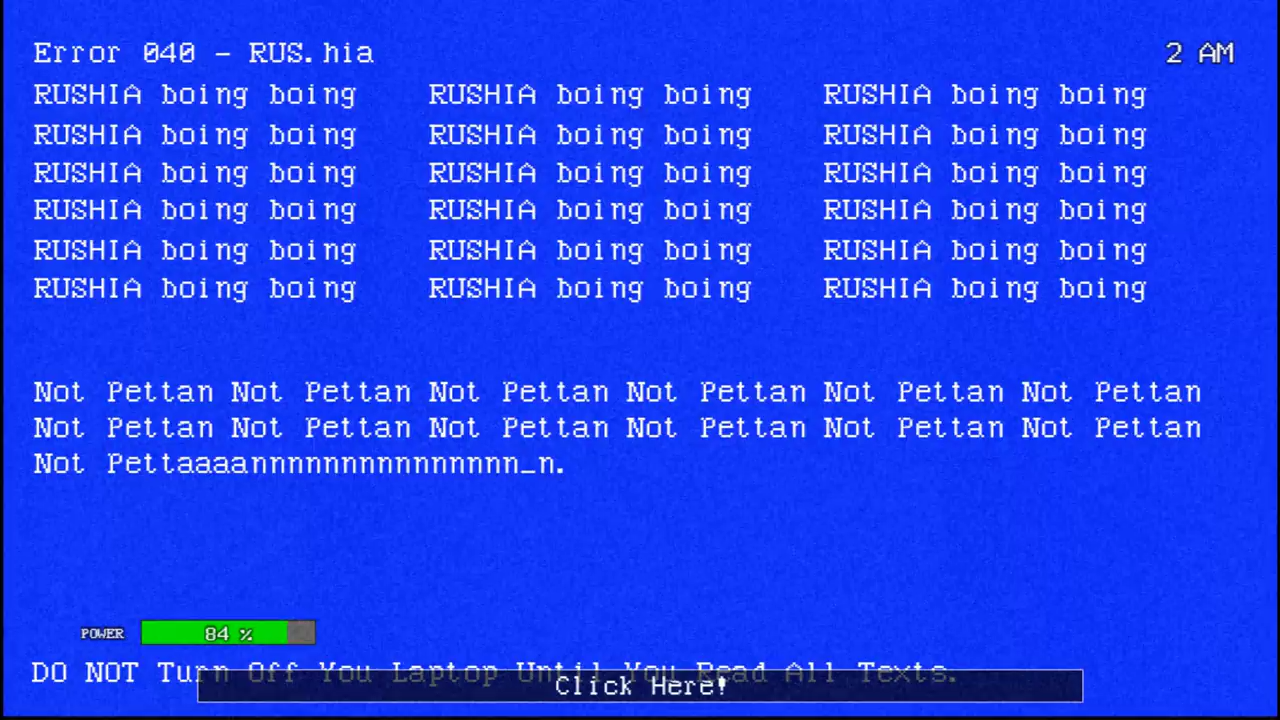 Error 040 - RUS.hia 2 AM
RUSHIA boing boing RUSHIA boing boing RUSHIA boing boing
RUSHIA boing boing RUSHIA boing boing RUSHIA boing boing
RUSHIA boing boing RUSHIA boing boing RUSHIA boing boing
RUSHIA boing boing RUSHIA boing boing RUSHIA boing boing
RUSHIA boing boing RUSHIA boing boing RUSHIA boing boing
RUSHIA boing boing RUSHIA boing boing RUSHIA boing boing
Not Pettan Not Pettan Not Pettan Not Pettan Not Pettan Not Pettan
Not Pettan Not Pettan Not Pettan Not Pettan Not Pettan Not Pettan
Not Pettaaaannnnnnnnnnnnnnn_n.
POWER 84 %
DO NOT Turn Off You Laptop Until You Read All Texts.
Click Here!